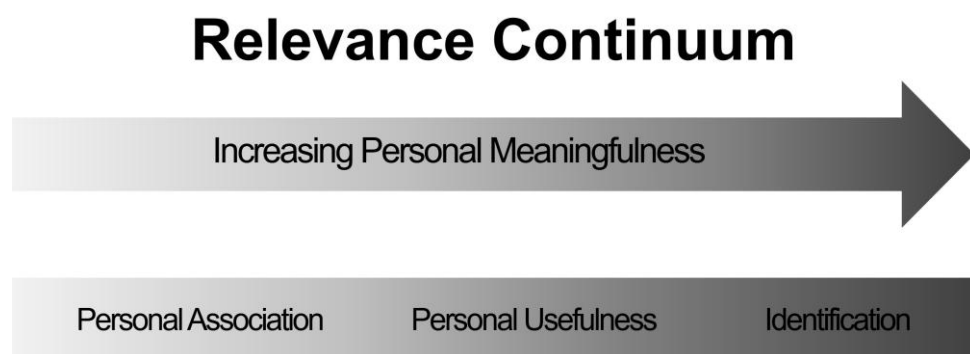 Relevance Continuum
Increasing Personal Meaningfulness
Personal Association Personal Usefulness Identification